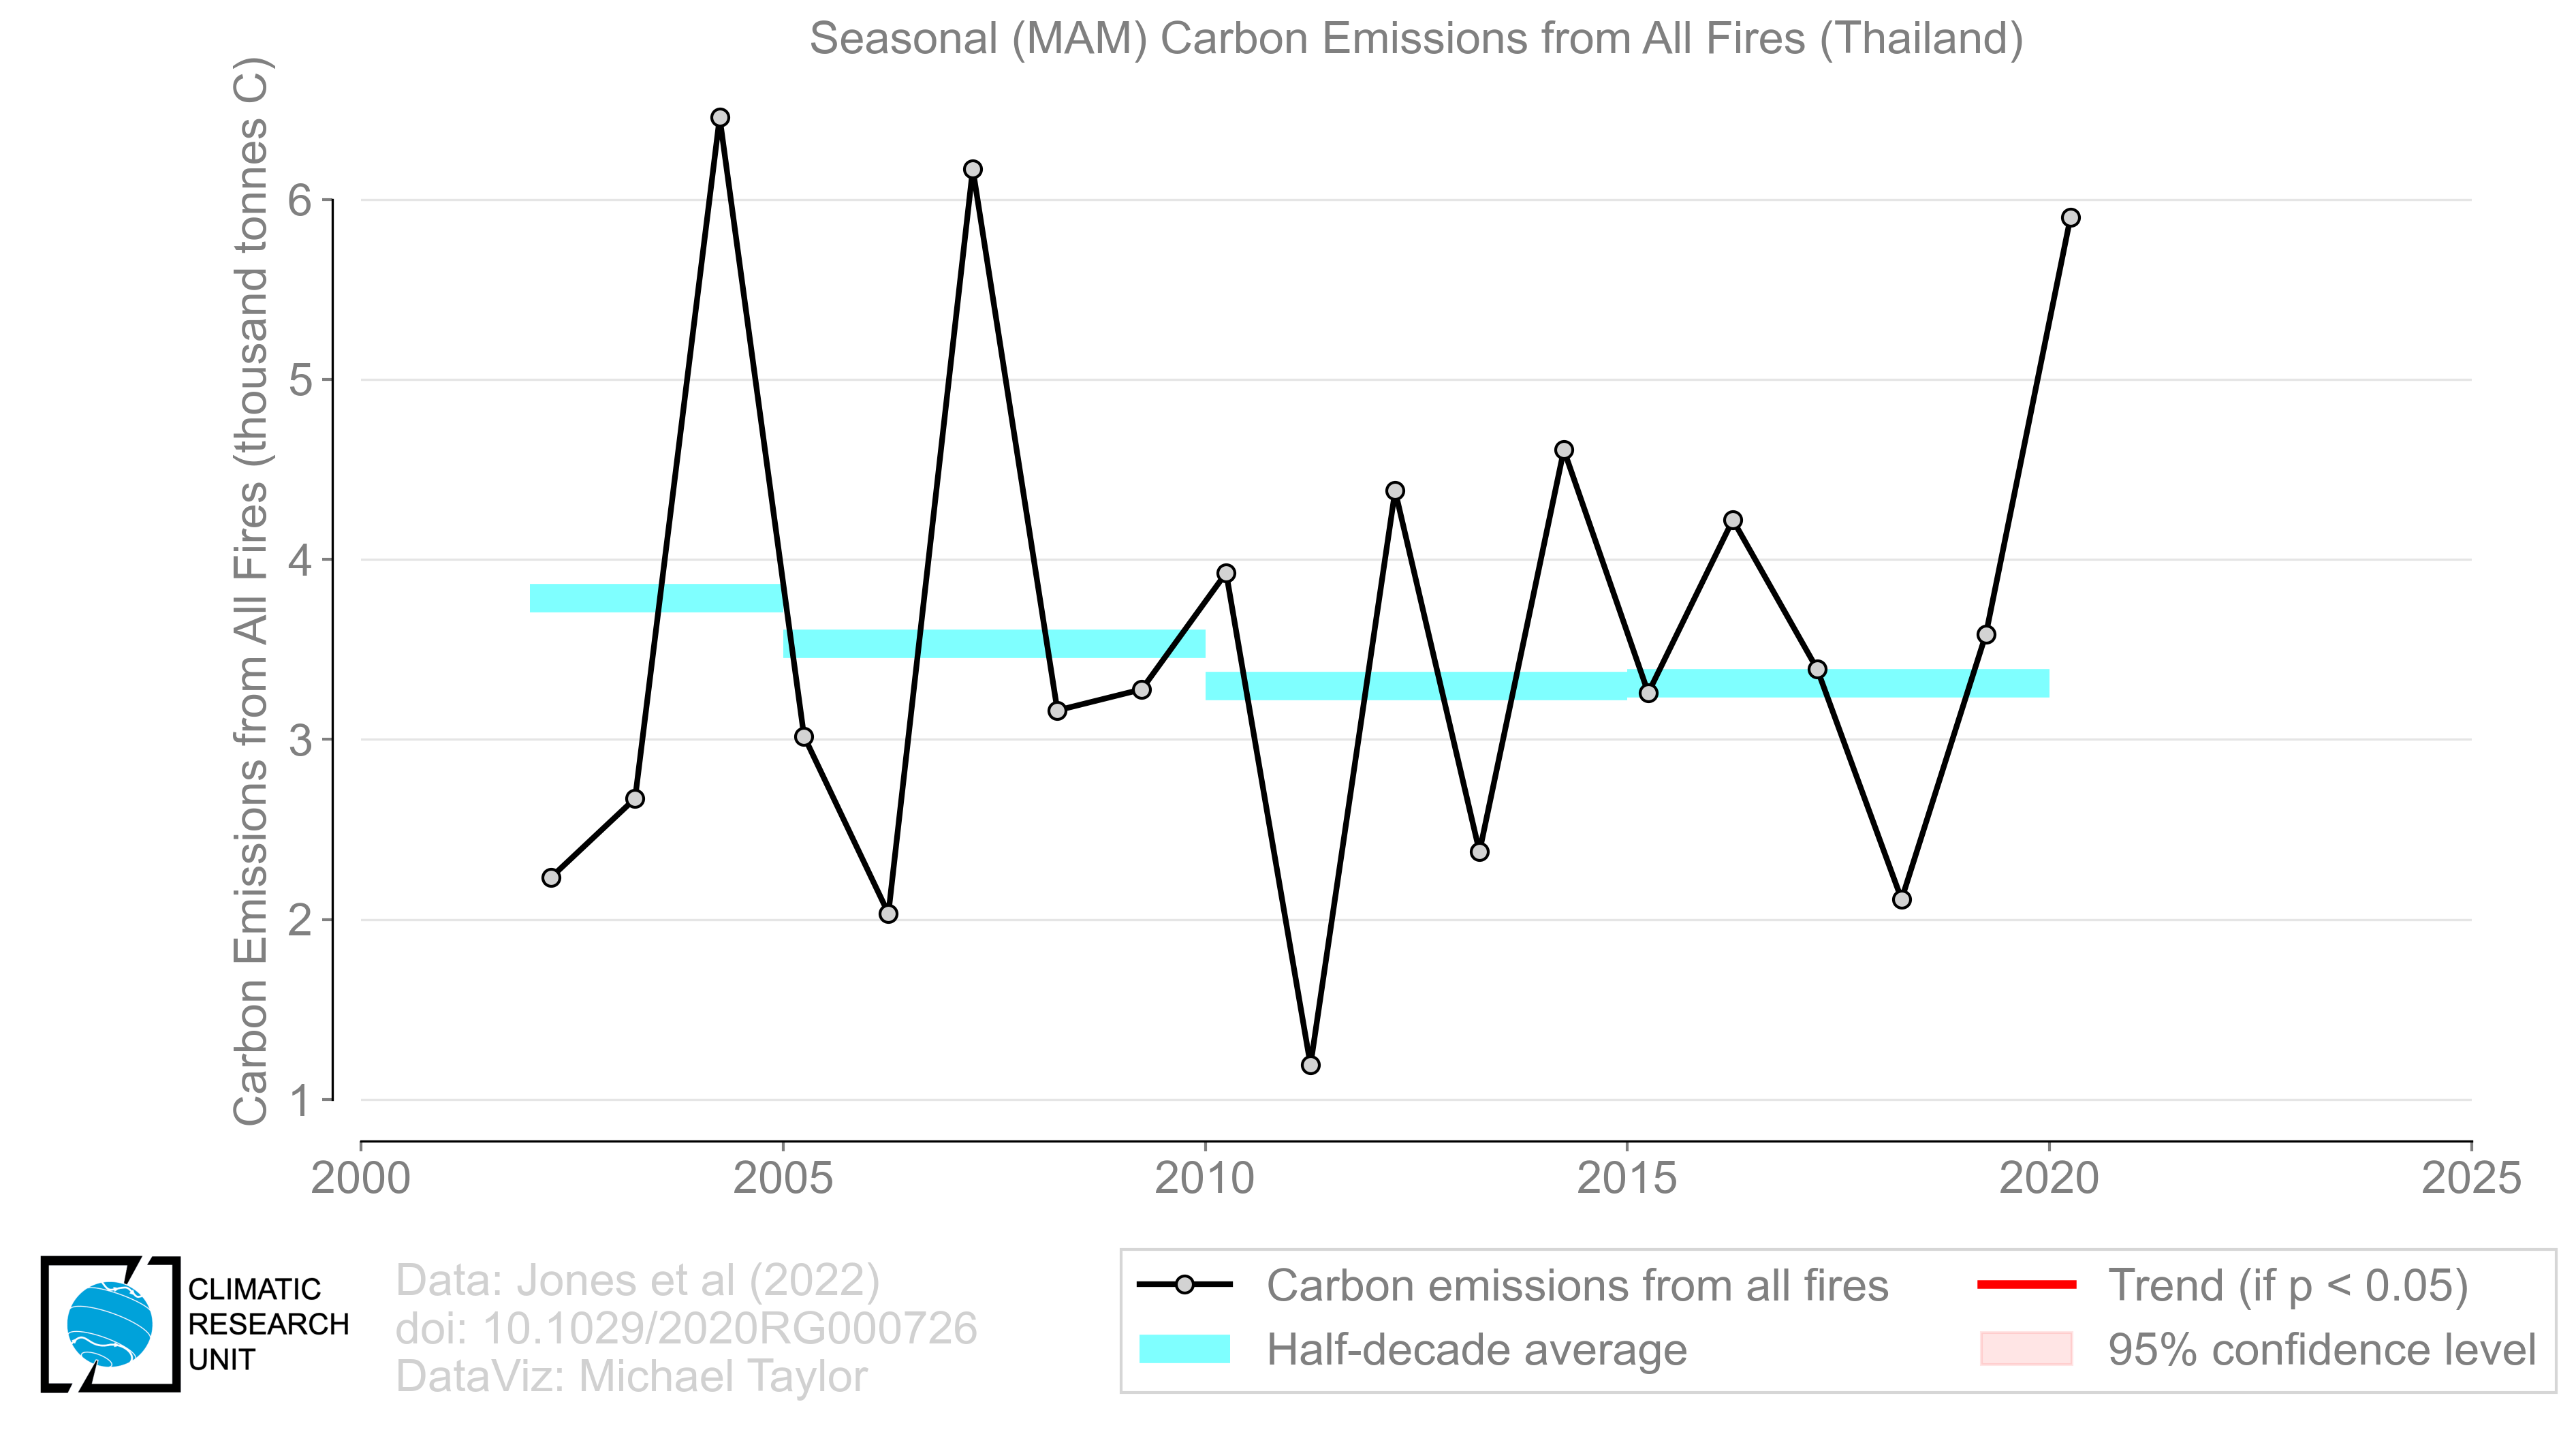 Seasonal (MAM) Carbon Emissions from All Fires (Thailand)
Carbon Emissions from All Fires (thousand tonnes C)
6
5
4
3
2
1
2000 2005 2010 2015 2020 2025
CLIMATIC
RESEARCH
UNIT
Data: Jones et al (2022)
doi: 10.1029/2020RG000726
DataViz: Michael Taylor
Carbon emissions from all fires
Half-decade average
Trend (if p < 0.05)
95% confidence level